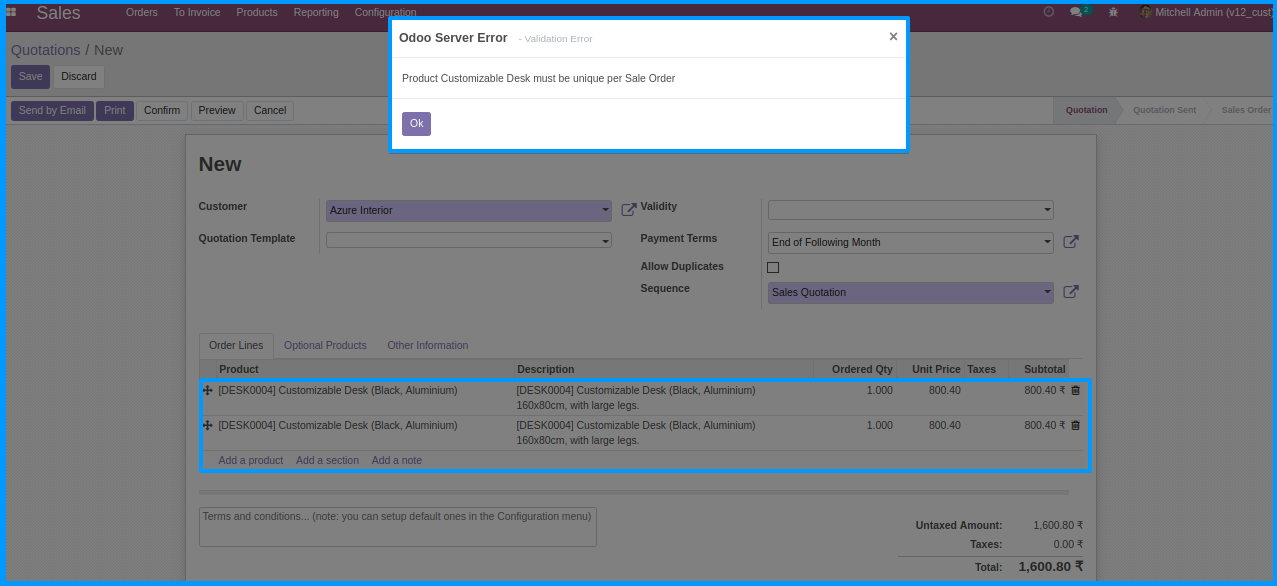 Sales Orders To Invoice Products Reporting Configuration 2 Mitchell Admin (v12_cust)
Quotations / New
Save Discard
Odoo Server Error - Validation Error ×
Product Customizable Desk must be unique per Sale Order
Ok
Send by Email Print Confirm Preview Cancel Quotation Quotation Sent Sales Order
New
Customer Azure Interior Validity
Quotation Template Payment Terms End of Following Month
Allow Duplicates
Sequence Sales Quotation
Order Lines Optional Products Other Information
Product Description Ordered Qty Unit Price Taxes Subtotal
[DESK0004] Customizable Desk (Black, Aluminium) [DESK0004] Customizable Desk (Black, Aluminium) 1.000 800.40 800.40 ₹
160x80cm, with large legs.
[DESK0004] Customizable Desk (Black, Aluminium) [DESK0004] Customizable Desk (Black, Aluminium) 1.000 800.40 800.40 ₹
160x80cm, with large legs.
Add a product Add a section Add a note
Terms and conditions... (note: you can setup default ones in the Configuration menu)
Untaxed Amount: 1,600.80 ₹
Taxes: 0.00 ₹
Total: 1,600.80 ₹